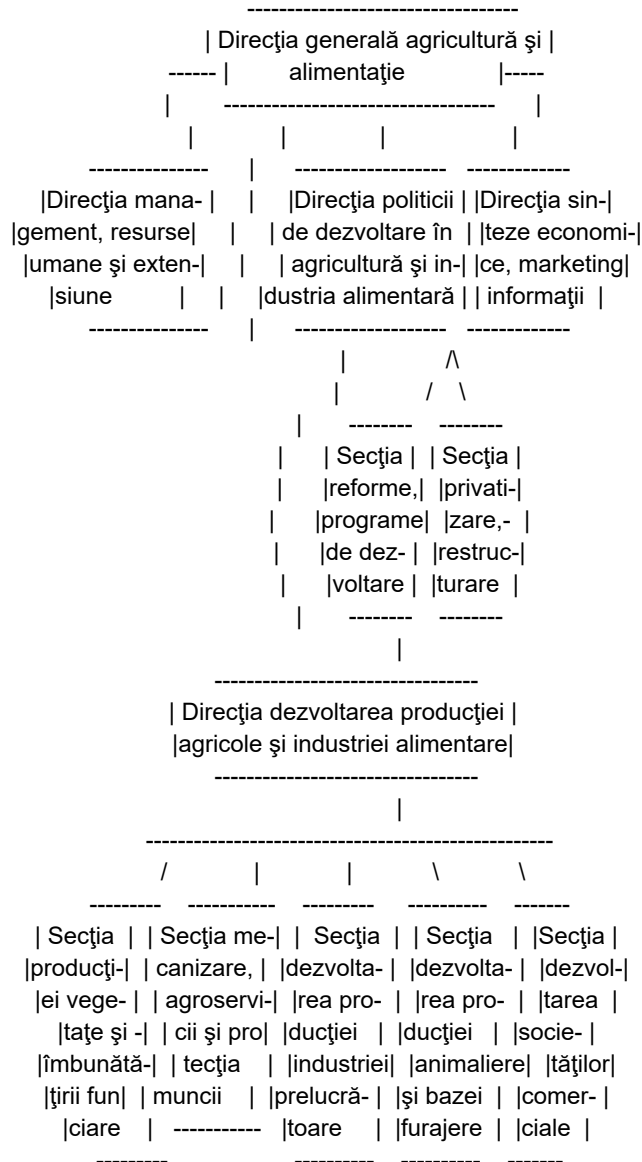 ----------------------------------
| Direcţia generală agricultură şi |
------ | alimentaţie |-----
| ---------------------------------- |
| | | |
--------------- | ------------------- -------------
|Direcţia mana- | | |Direcţia politicii | |Direcţia sin-|
|gement, resurse| | | de dezvoltare în | |teze economi-|
|umane şi exten-| | | agricultură şi in-| |ce, marketing|
|siune | | |dustria alimentară | | informaţii |
--------------- | ------------------- -------------
| /\
| / \
| -------- --------
| | Secţia | | Secţia |
| |reforme,| |privati-|
| |programe| |zare,- |
| |de dez- | |restruc-|
| |voltare | |turare |
| -------- --------
|
---------------------------------
| Direcţia dezvoltarea producţiei |
|agricole şi industriei alimentare|
---------------------------------
|
---------------------------------------------------
/ | | \ \
--------- ----------- --------- ---------- -------
| Secţia | | Secţia me-| | Secţia | | Secţia | |Secţia |
|producţi-| | canizare, | |dezvolta- | |dezvolta- | |dezvol-|
|ei vege- | | agroservi-| |rea pro- | |rea pro- | |tarea |
|taţe şi -| | cii şi pro| |ducţiei | |ducţiei | |socie- |
|îmbunătă-| | tecţia | |industriei| |animaliere| |tăţilor|
|ţirii fun| | muncii | |prelucră- | |şi bazei | |comer- |
|ciare | ----------- |toare | |furajere | |ciale |
--------- ---------- ---------- -------